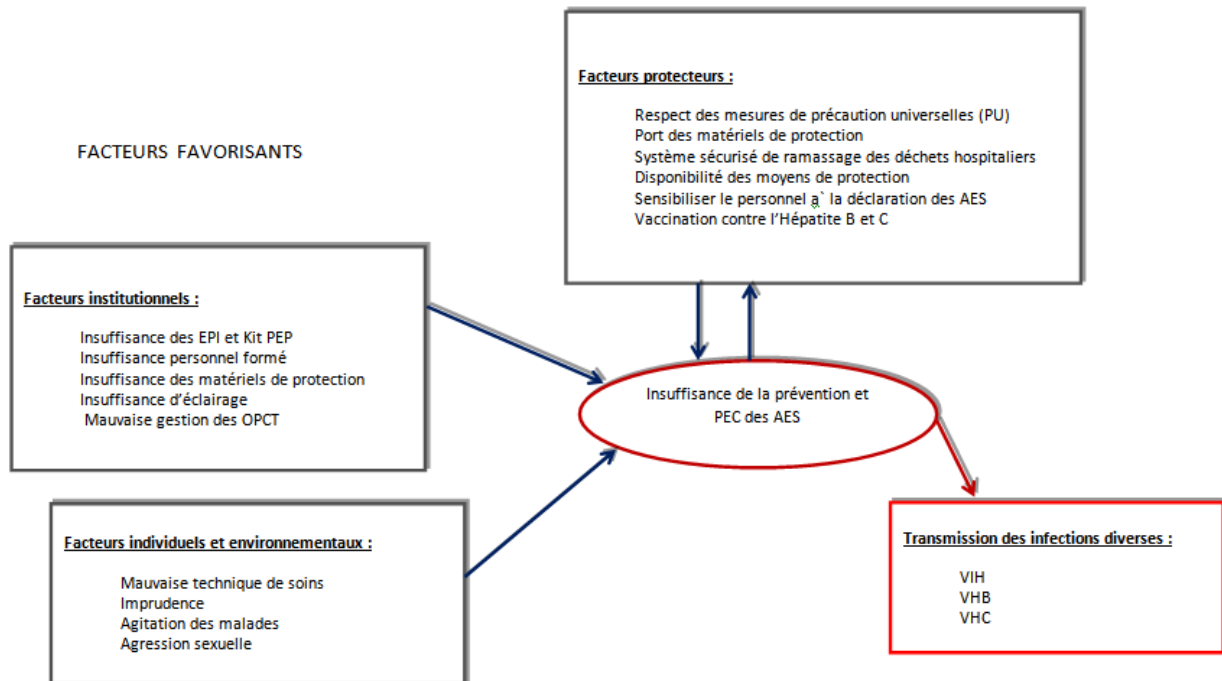 FACTEURS FAVORISANTS
Facteurs protecteurs :
Respect des mesures de précaution universelles (PU)
Port des matériels de protection
Système sécurisé de ramassage des déchets hospitaliers
Disponibilité des moyens de protection
Sensibiliser le personnel a` la déclaration des AES
Vaccination contre l’Hépatite B et C
Facteurs institutionnels :
Insuffisance des EPI et Kit PEP
Insuffisance personnel formé
Insuffisance des matériels de protection
Insuffisance d’éclairage
Mauvaise gestion des OPCT
Insuffisance de la prévention et
PEC des AES
Facteurs individuels et environnementaux :
Mauvaise technique de soins
Imprudence
Agitation des malades
Agression sexuelle
Transmission des infections diverses :
VIH
VHB
VHC